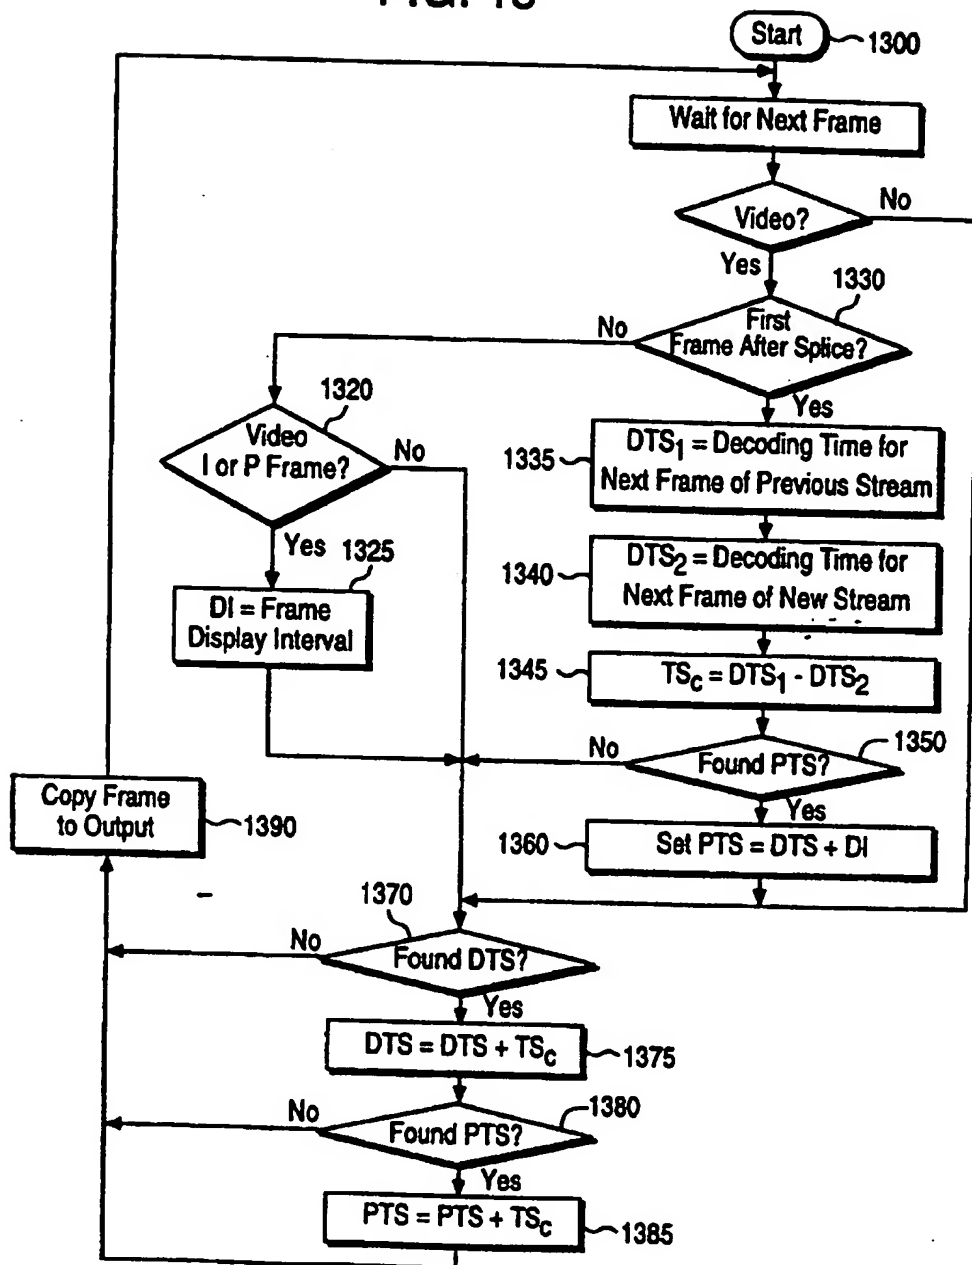 Start
1300
Wait for Next Frame
Video?
No
Yes
1330
First
Frame After Splice?
No
Yes
1320
Video
I or P Frame?
No
Yes
1325
DI = Frame
Display Interval
1335
DTS1 = Decoding Time for
Next Frame of Previous Stream
1340
DTS2 = Decoding Time for
Next Frame of New Stream
1345
TSc = DTS1 - DTS2
1350
Found PTS?
No
Yes
1360
Set PTS = DTS + DI
Copy Frame
to Output
1390
1370
Found DTS?
No
Yes
DTS = DTS + TSc
1375
1380
Found PTS?
No
Yes
PTS = PTS + TSc
1385